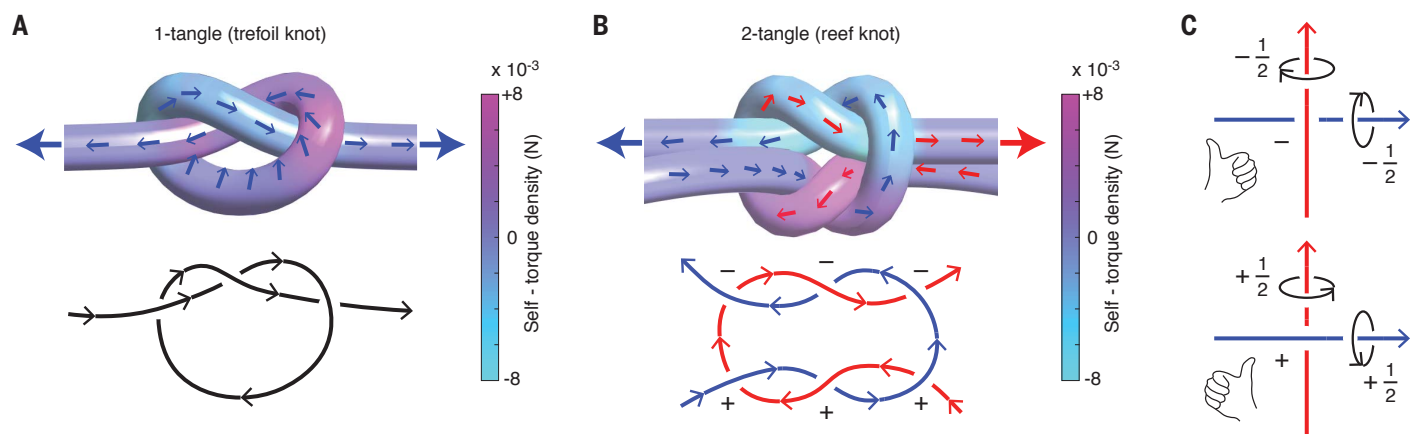 A
1-tangle (trefoil knot)
x 10-3
+8
0
-8
Self - torque density (N)
B
2-tangle (reef knot)
x 10-3
+8
0
-8
Self - torque density (N)
− − −
+ + +
C
− 1/2
−
− 1/2
+ 1/2
+
+ 1/2